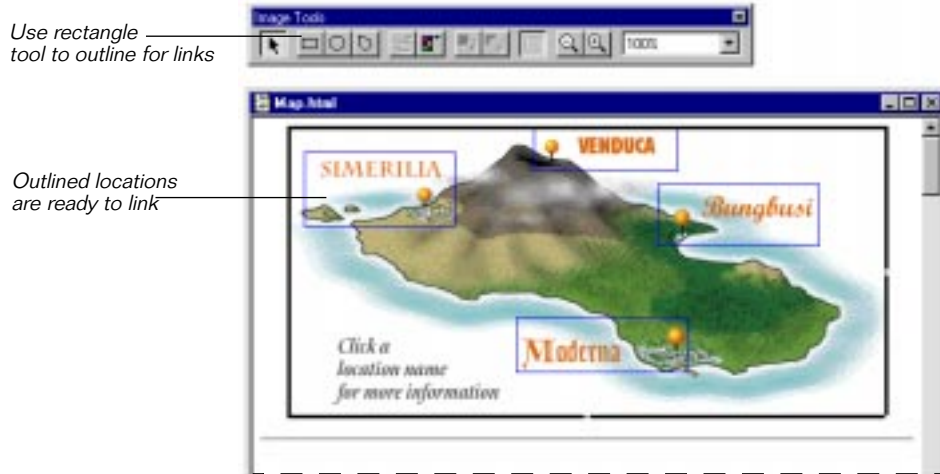 Image Tools
Use rectangle
tool to outline for links
100%
Map.html
VENDUCA
SIMERILIA
Outlined locations
are ready to link
Bungbusi
Moderna
Click a
location name
for more information